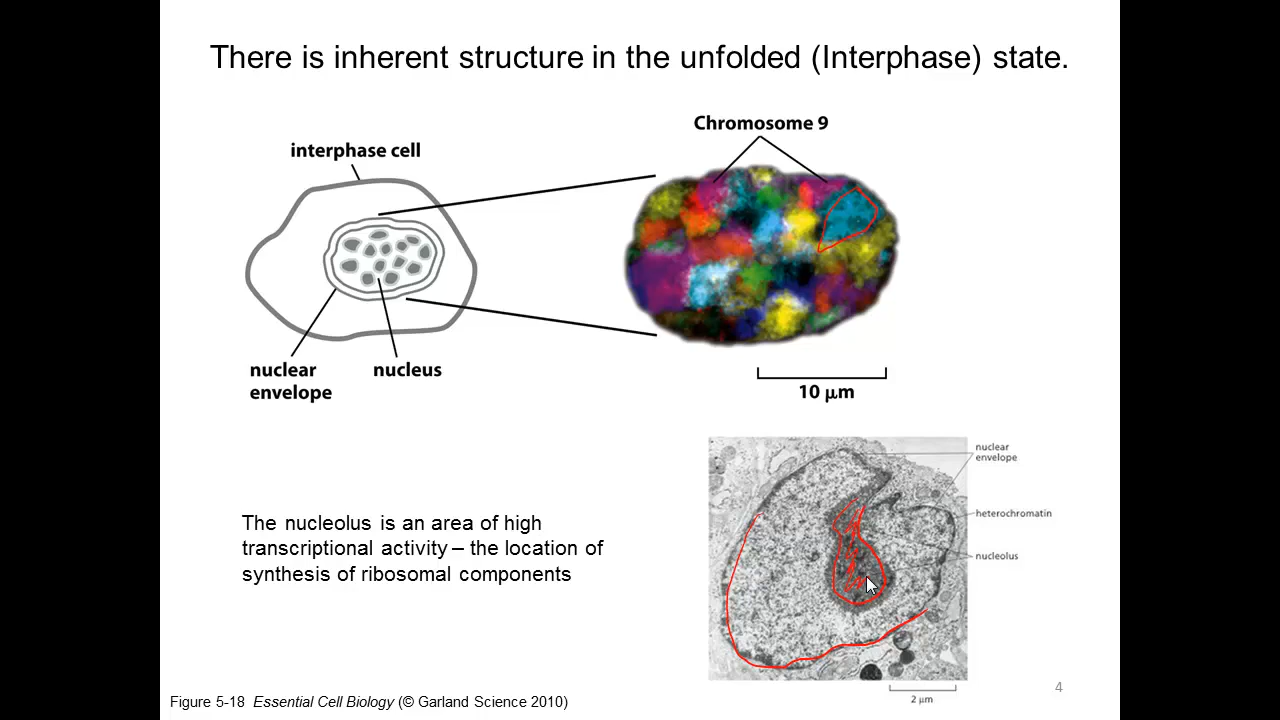 There is inherent structure in the unfolded (Interphase) state.
Chromosome 9
interphase cell
nuclear
envelope
nucleus
10 μm
nuclear
envelope
heterochromatin
nucleolus
The nucleolus is an area of high
transcriptional activity – the location of
synthesis of ribosomal components
2 μm
4
Figure 5-18 Essential Cell Biology (© Garland Science 2010)